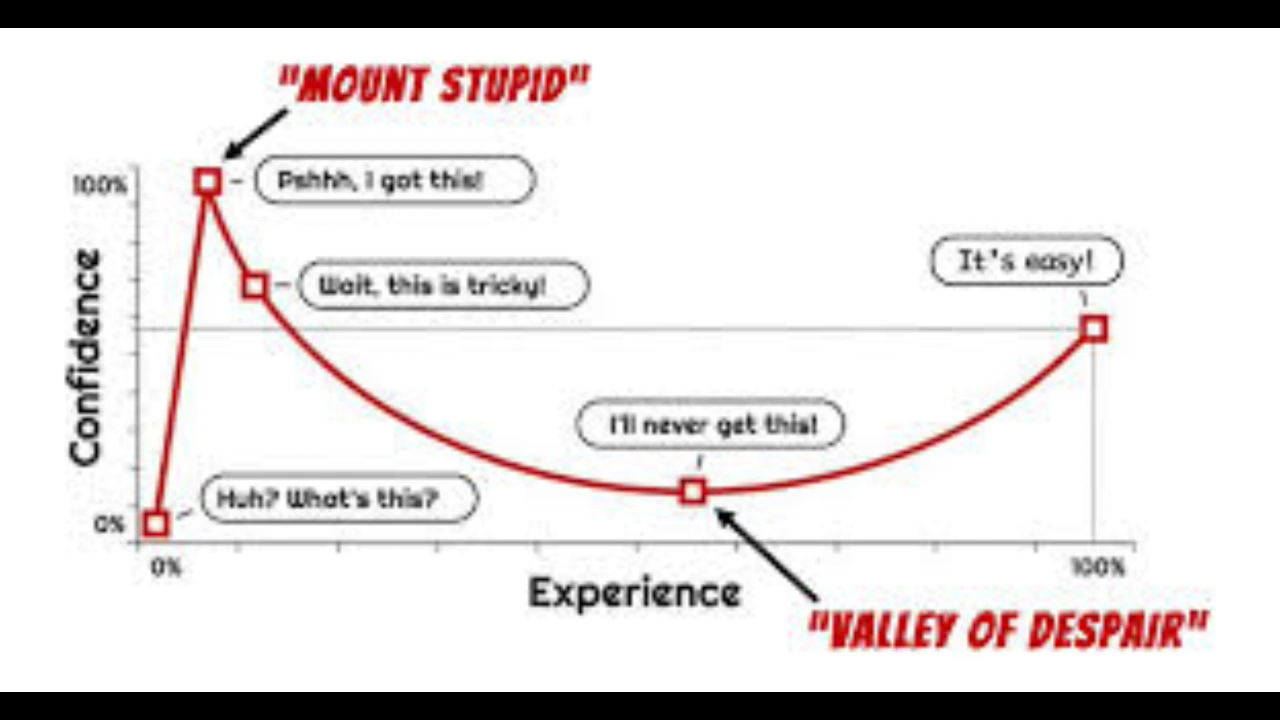 "MOUNT STUPID"
100%
Pshhh, I got this!
Wait, this is tricky!
It's easy!
Confidence
I'll never get this!
Huh? What's this?
0%
0%
100%
Experience
"VALLEY OF DESPAIR"